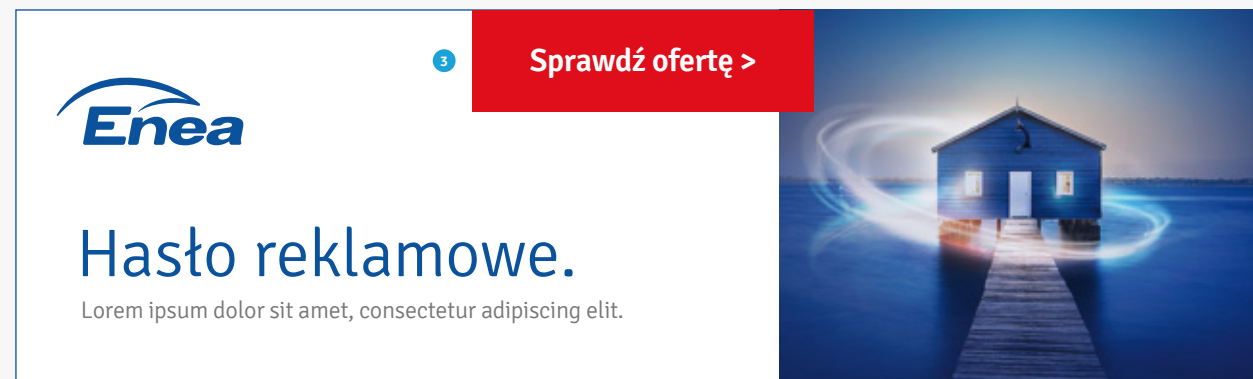 3
Sprawdź ofertę >
Enea
Hasło reklamowe.
Lorem ipsum dolor sit amet, consectetur adipiscing elit.